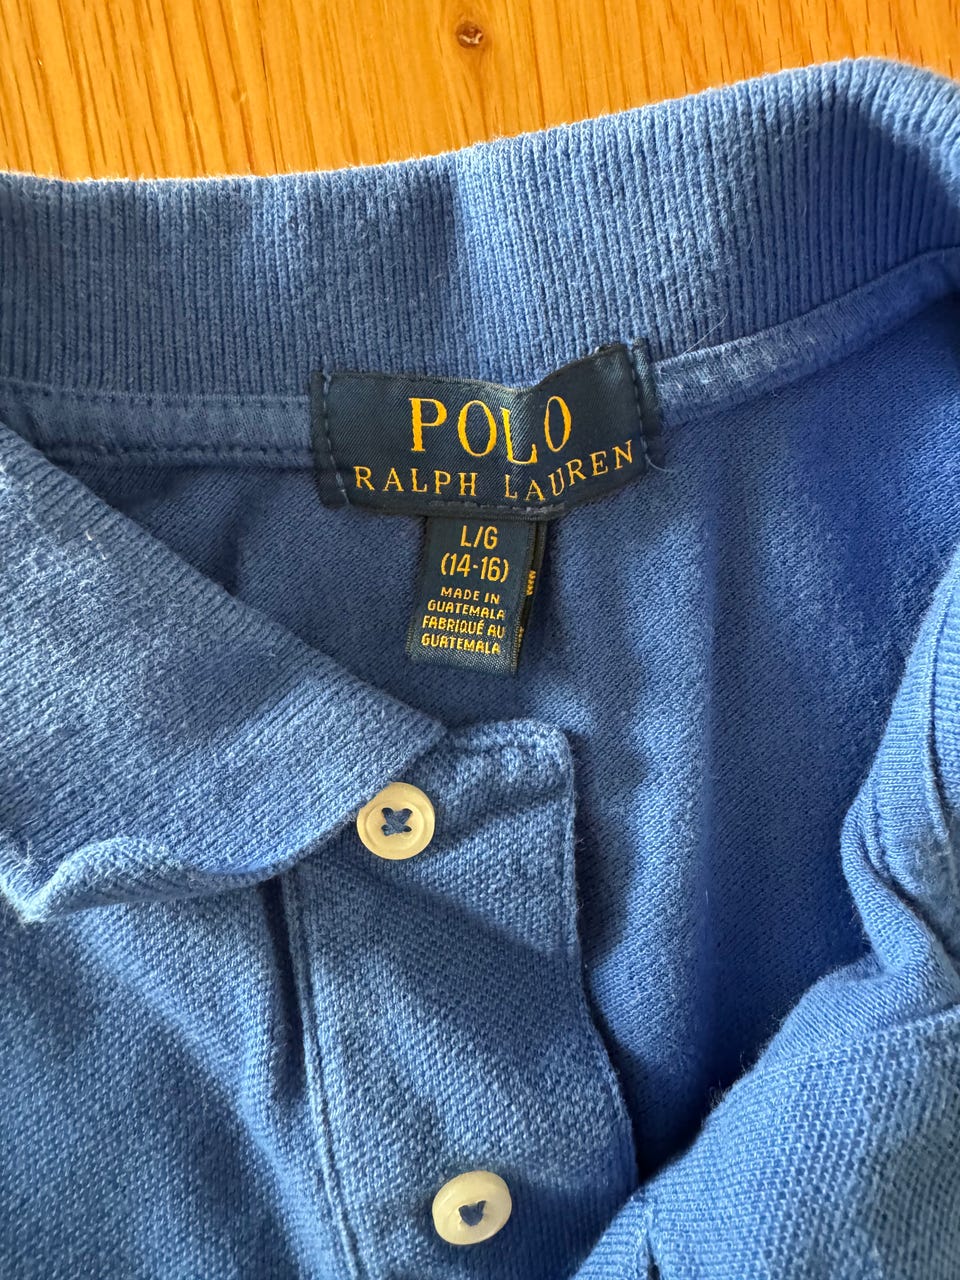 POLO
RALPH LAUREN
L/G
(14-16)
MADE IN
GUATEMALA
FABRIQUÉ AU
GUATEMALA